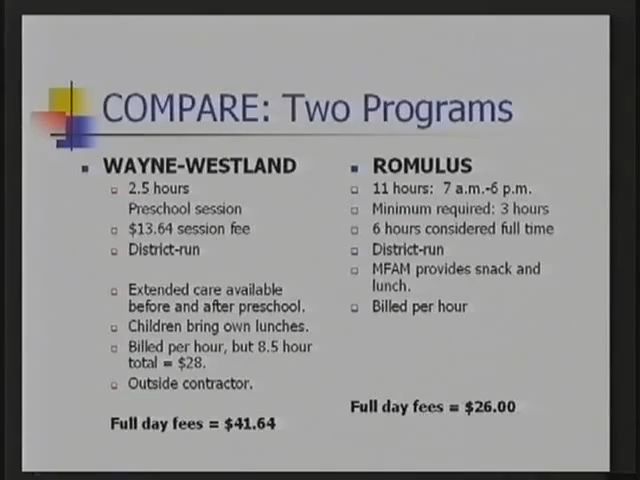 COMPARE: Two Programs
WAYNE-WESTLAND
2.5 hours
Preschool session
$13.64 session fee
District-run
Extended care available
before and after preschool.
Children bring own lunches.
Billed per hour, but 8.5 hour
total = $28.
Outside contractor.
Full day fees = $41.64
ROMULUS
11 hours: 7 a.m.-6 p.m.
Minimum required: 3 hours
6 hours considered full time
District-run
MFAM provides snack and
lunch.
Billed per hour
Full day fees = $26.00